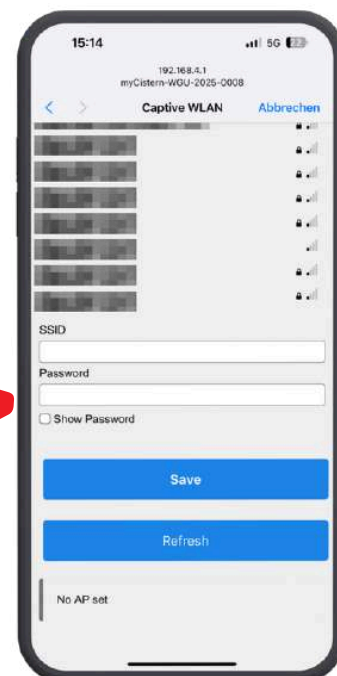 15:14
5G 22
192.168.4.1
myCistern-WGU-2025-0008
Captive WLAN
Abbrechen
SSID
Password
Show Password
Save
Refresh
No AP set